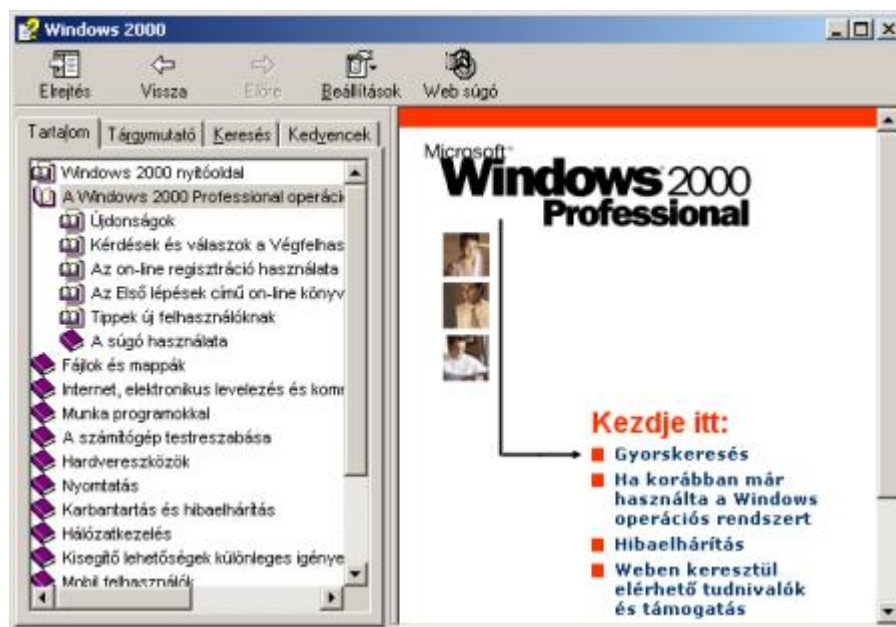 Windows 2000
Elrejtés Vissza Előre Beállítások Web súgó
Tartalom Tárgymutató Keresés Kedvencek
Windows 2000 nyitóoldal
A Windows 2000 Professional operáci
Újdonságok
Kérdések és válaszok a Végfelhas
Az on-line regisztráció használata
Az Első lépések című on-line könyv
Tippek új felhasználóknak
A súgó használata
Fájlok és mappák
Internet, elektronikus levelezés és komm
Munka programokkal
A számítógép testreszabása
Hardvereszközök
Nyomtatás
Karbantartás és hibaelhárítás
Hálózatkezelés
Kisegítő lehetőségek különleges igénye
Mobil felhasználók
Microsoft
Windows 2000
Professional
Kezdje itt:
Gyorskeresés
Ha korábban már
használta a Windows
operációs rendszert
Hibaelhárítás
Weben keresztül
elérhető tudnivalók
és támogatás